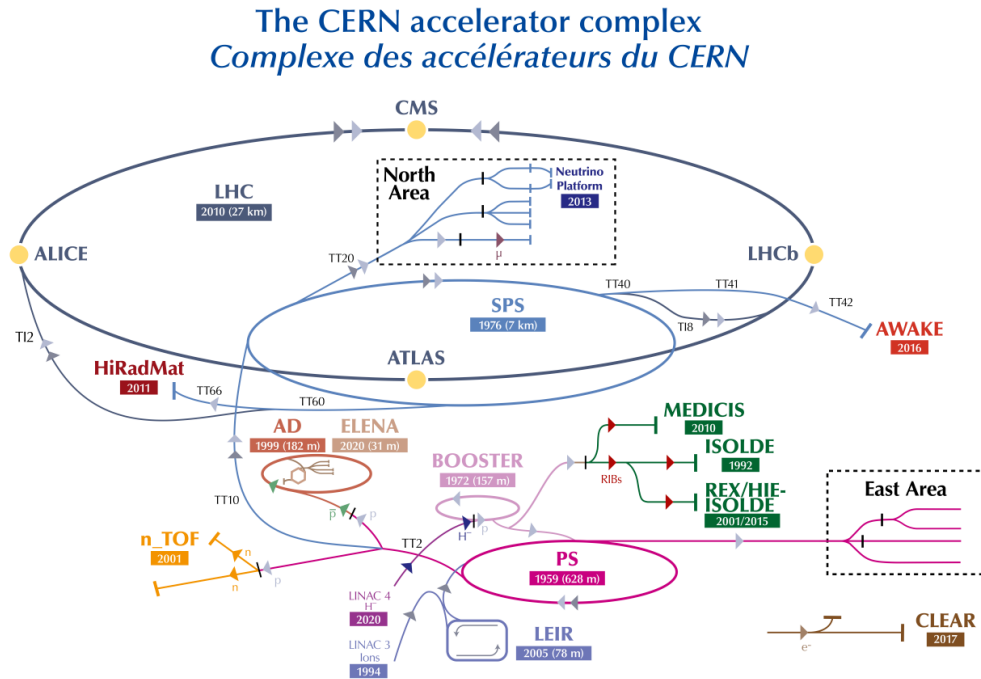 The CERN accelerator complex
Complexe des accélérateurs du CERN
CMS
North
Area
Neutrino
Platform
2013
LHC
2010 (27 km)
ALICE
LHCb
TT20
μ
SPS
1976 (7 km)
TT40
TT41
TT42
TI8
TI2
AWAKE
2016
ATLAS
HiRadMat
2011
TT66
TT60
MEDICIS
2010
AD
1999 (182 m)
ELENA
2020 (31 m)
ISOLDE
1992
BOOSTER
1972 (157 m)
RIBs
REX/HIE-
ISOLDE
2001/2015
East Area
TT10
p̅
p
H⁻
p
TT2
n_TOF
2001
n
n
p
PS
1959 (628 m)
LINAC 4
H⁻
2020
LINAC 3
Ions
1994
LEIR
2005 (78 m)
CLEAR
2017
e⁻